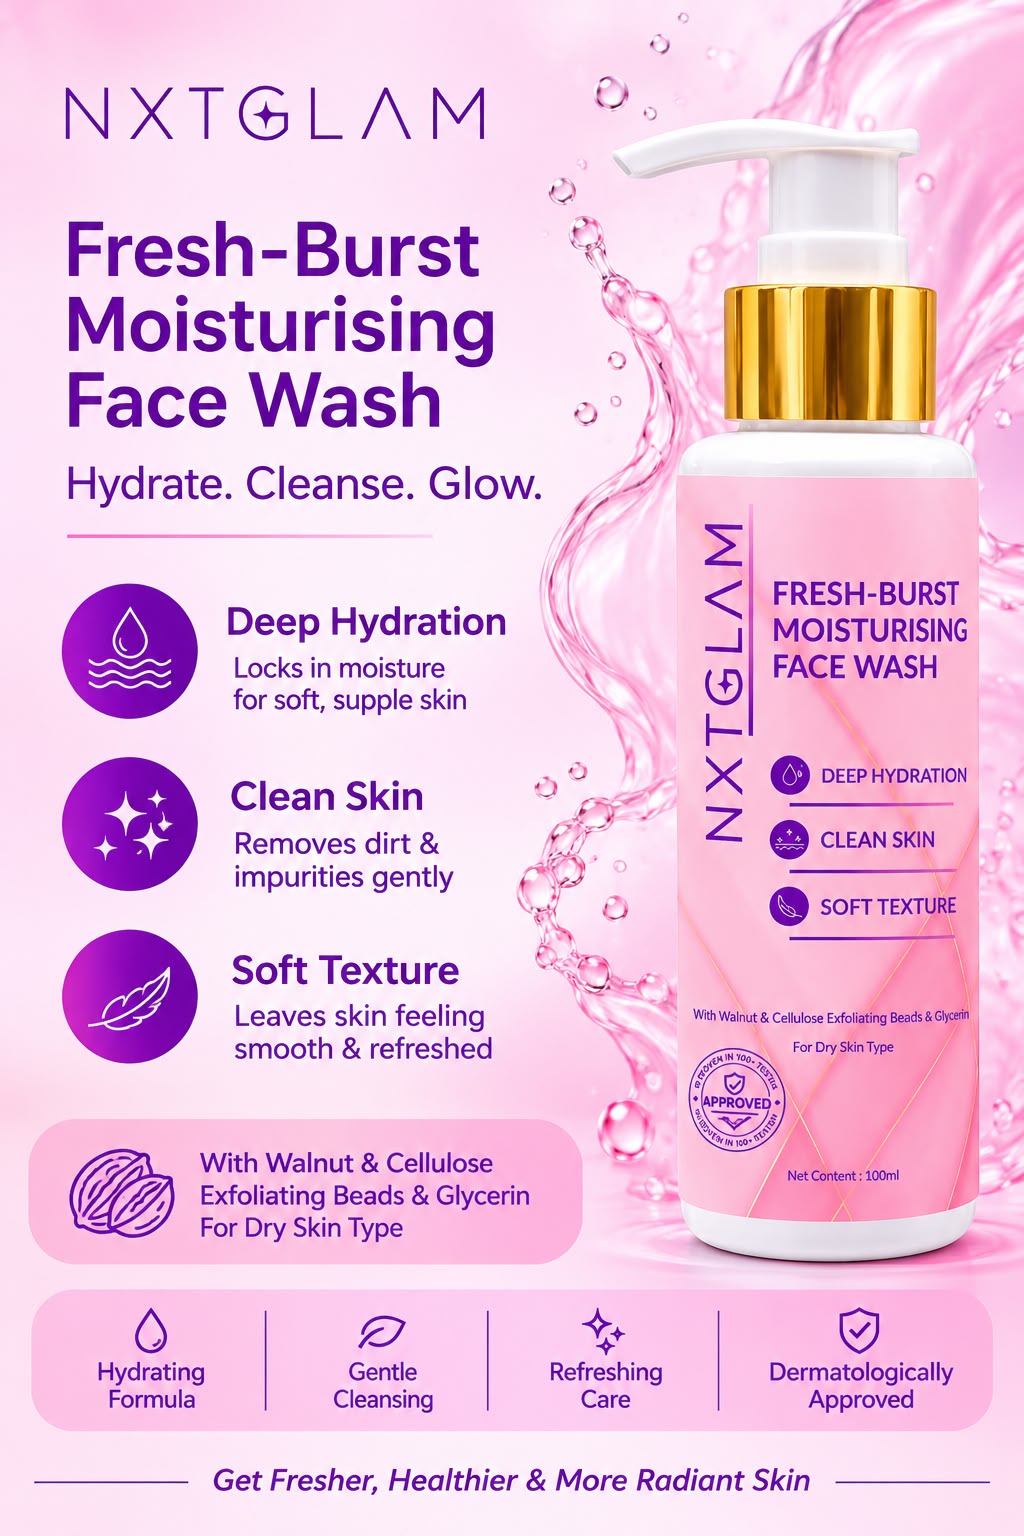 NXTGLAM
Fresh-Burst
Moisturising
Face Wash
Hydrate. Cleanse. Glow.
Deep Hydration
Locks in moisture
for soft, supple skin
Clean Skin
Removes dirt &
impurities gently
Soft Texture
Leaves skin feeling
smooth & refreshed
With Walnut & Cellulose
Exfoliating Beads & Glycerin
For Dry Skin Type
NXTGLAM
FRESH-BURST
MOISTURISING
FACE WASH
DEEP HYDRATION
CLEAN SKIN
SOFT TEXTURE
With Walnut & Cellulose Exfoliating Beads & Glycerin
For Dry Skin Type
APPROVED
Net Content : 100ml
Hydrating
Formula
Gentle
Cleansing
Refreshing
Care
Dermatologically
Approved
Get Fresher, Healthier & More Radiant Skin